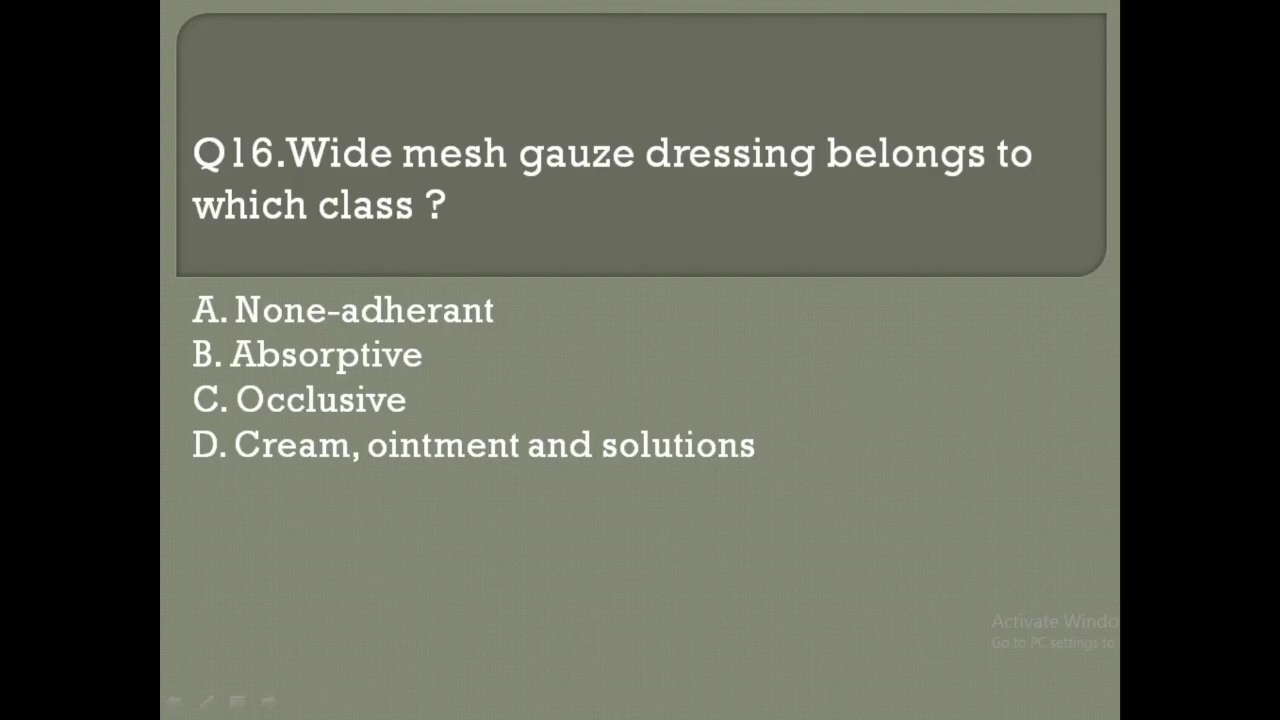 Q16.Wide mesh gauze dressing belongs to
which class ?
A. None-adherant
B. Absorptive
C. Occlusive
D. Cream, ointment and solutions
Activate Windo
Go to PC settings to